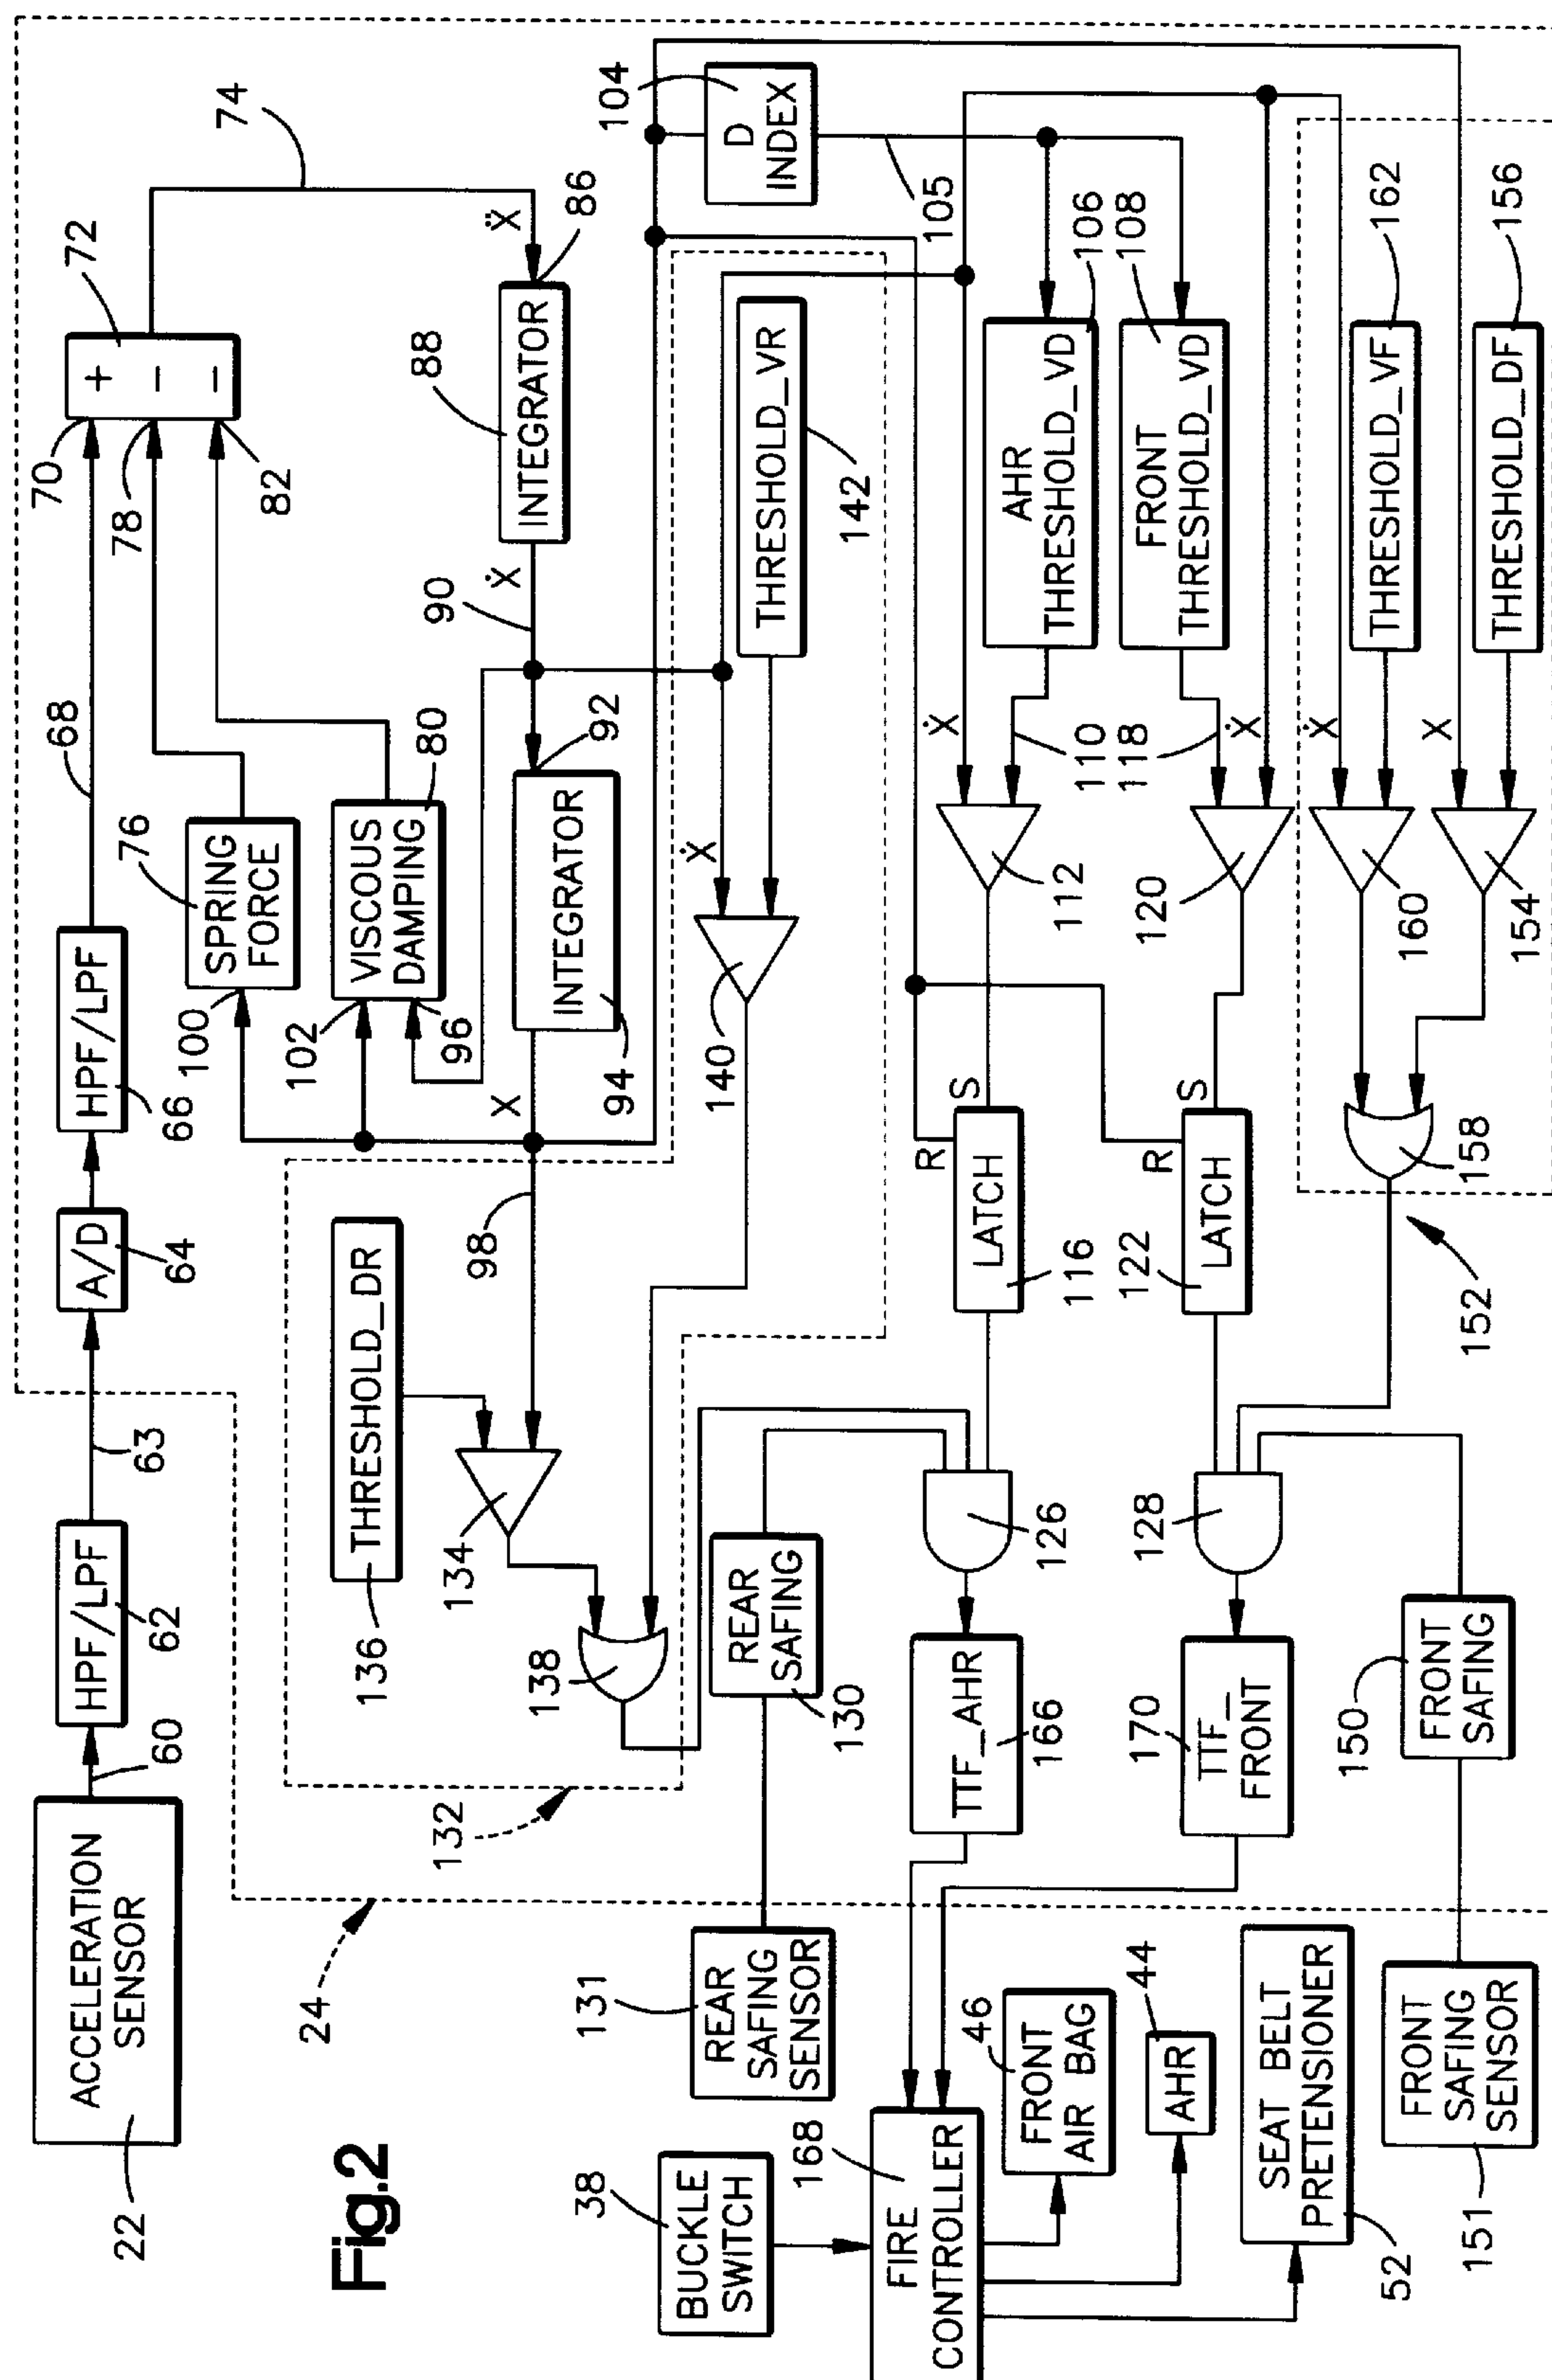 Fig.2
ACCELERATION
SENSOR
22
60
HPF/LPF
62
63
A/D
64
HPF/LPF
66
68
70
+
−
−
72
74
78
82
SPRING
FORCE
76
100
VISCOUS
DAMPING
80
102
96
Ẍ
86
INTEGRATOR
88
Ẍ
90
92
INTEGRATOR
94
X
98
THRESHOLD_DR
136
134
138
132
24
THRESHOLD_VR
142
Ẍ
140
D
INDEX
104
105
REAR
SAFING
SENSOR
131
REAR
SAFING
130
AHR
THRESHOLD_VD
106
FRONT
THRESHOLD_VD
108
Ẍ
110
112
118
Ẍ
120
S
R
LATCH
116
S
R
LATCH
122
126
128
TTF_AHR
166
TTF_
FRONT
170
THRESHOLD_VF
162
THRESHOLD_DF
156
Ẍ
160
X
154
158
152
BUCKLE
SWITCH
38
FIRE
CONTROLLER
168
FRONT
AIR BAG
46
AHR
44
SEAT BELT
PRETENSIONER
52
FRONT
SAFING
SENSOR
151
FRONT
SAFING
150